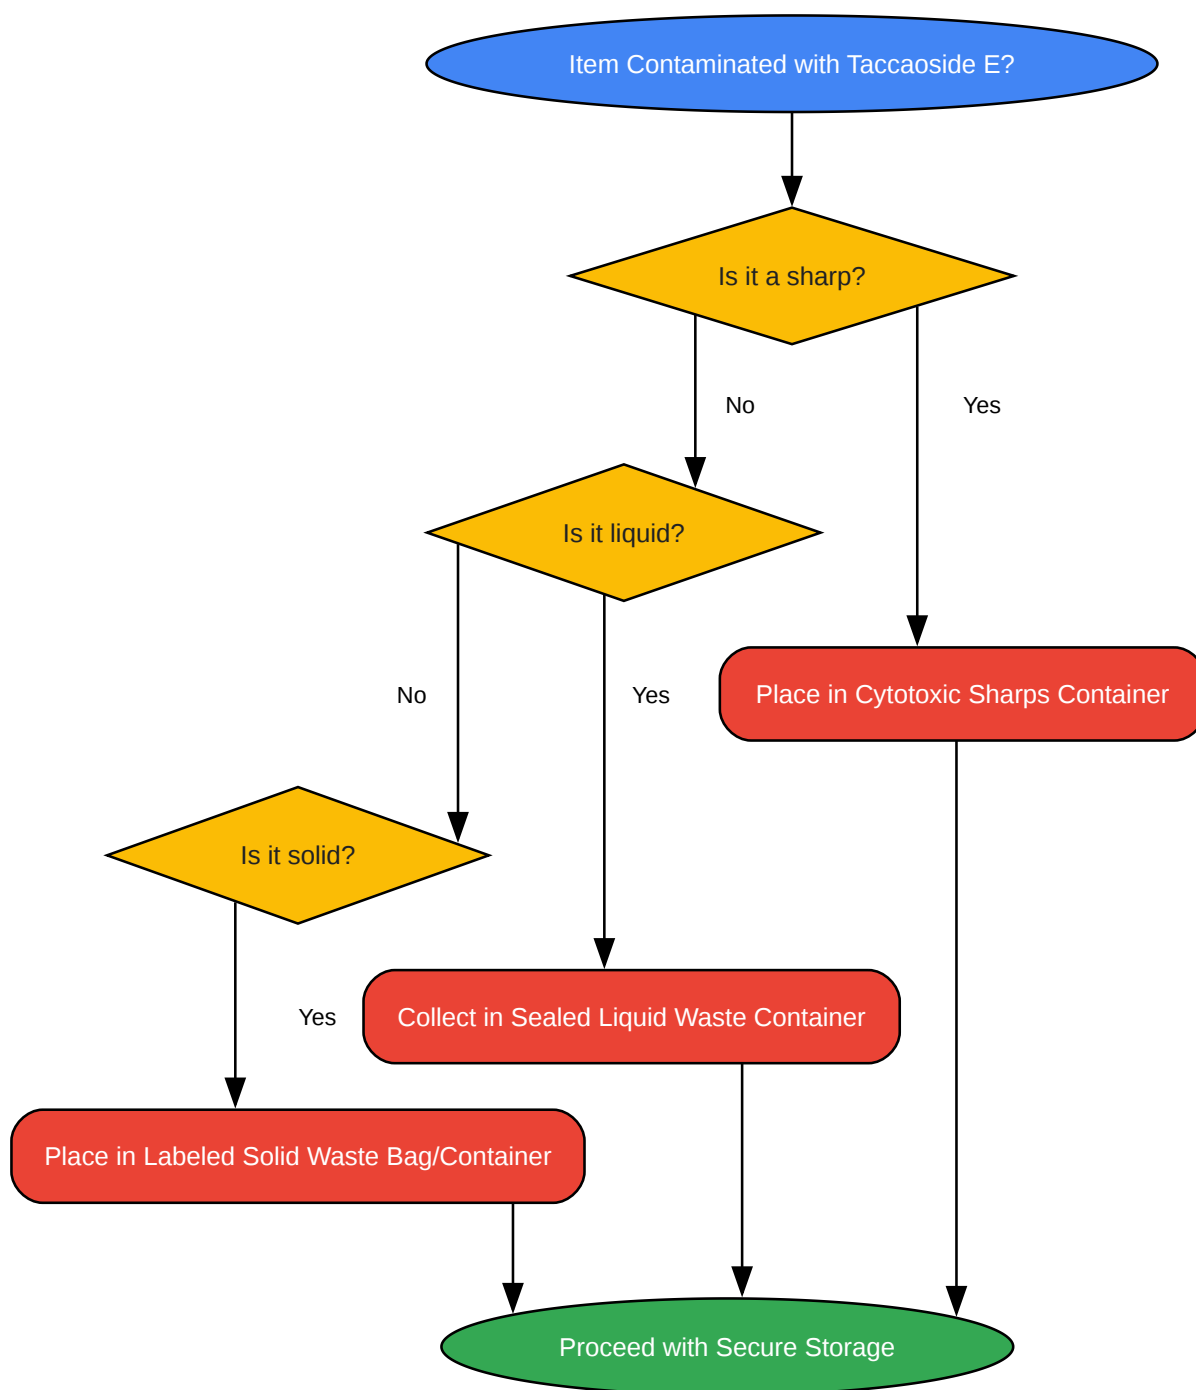 Item Contaminated with Taccaoside E?
Is it a sharp?
No
Yes
Is it liquid?
No
Yes
Place in Cytotoxic Sharps Container
Is it solid?
Yes
Collect in Sealed Liquid Waste Container
Place in Labeled Solid Waste Bag/Container
Proceed with Secure Storage